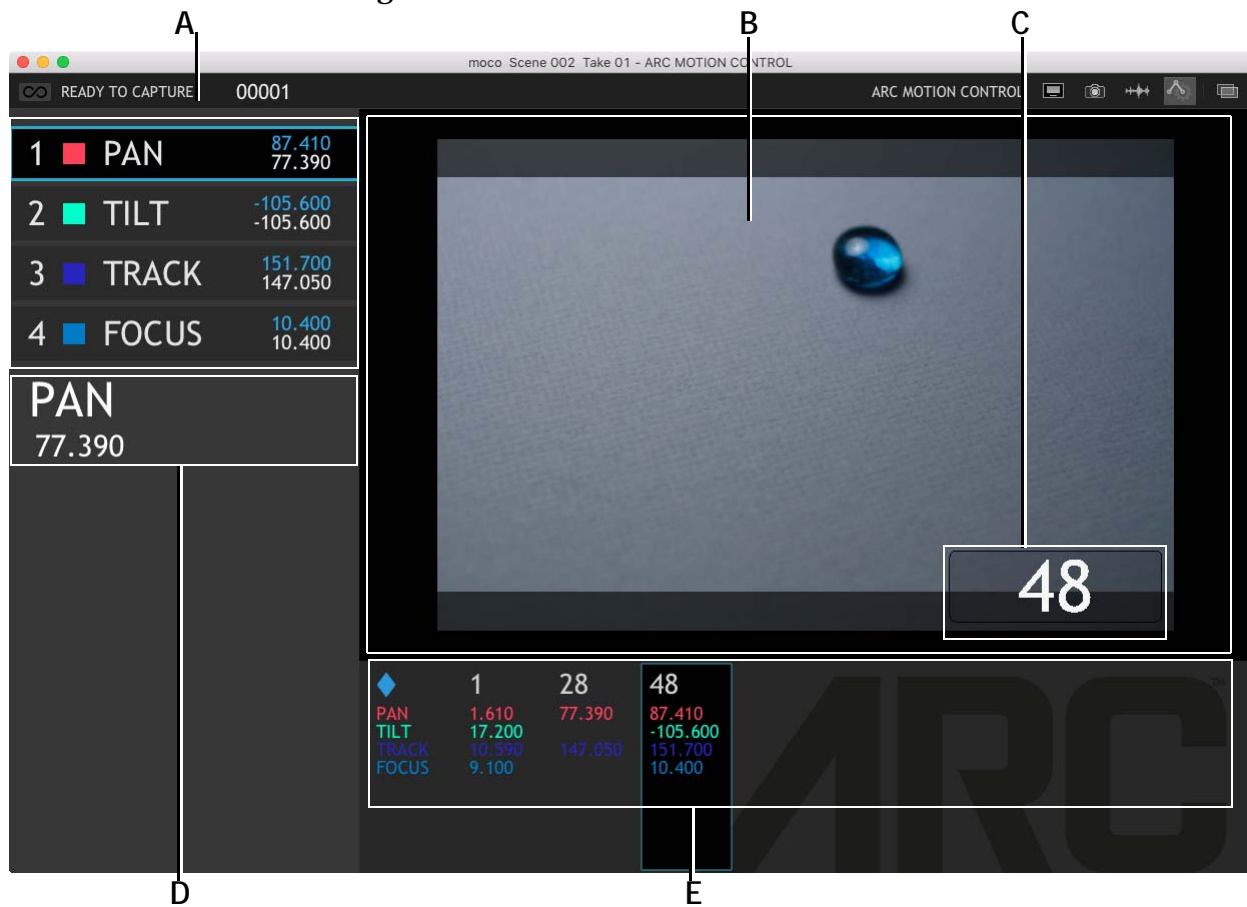 g
A B C
moco Scene 002 Take 01 - ARC MOTION CONTROL
READY TO CAPTURE 00001 ARC MOTION CONTROL
1 PAN 87.410
77.390
2 TILT -105.600
-105.600
3 TRACK 151.700
147.050
4 FOCUS 10.400
10.400
PAN
77.390
48
1 28 48
PAN 1.610 77.390 87.410
TILT 17.200 -105.600
TRACK 10.590 147.050 151.700
FOCUS 9.100 10.400
ARC
TM
D E